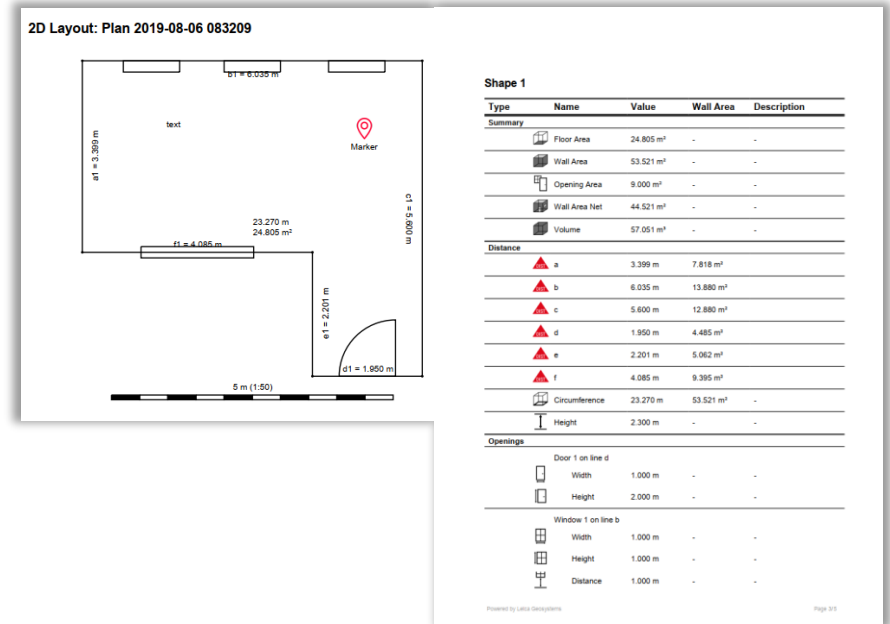 2D Layout: Plan 2019-08-06 083209
b1 = 6.035 m
text
Marker
a1 = 3.399 m
c1 = 5.600 m
23.270 m
24.805 m²
f1 = 4.085 m
e1 = 2.201 m
d1 = 1.950 m
5 m (1:50)
Shape 1
Type Name Value Wall Area Description
Summary
Floor Area 24.805 m² - -
Wall Area 53.521 m² - -
Opening Area 9.000 m² - -
Wall Area Net 44.521 m² - -
Volume 57.051 m³ - -
Distance
a 3.399 m 7.818 m²
b 6.035 m 13.880 m²
c 5.600 m 12.880 m²
d 1.950 m 4.485 m²
e 2.201 m 5.062 m²
f 4.085 m 9.395 m²
Circumference 23.270 m 53.521 m² -
Height 2.300 m - -
Openings
Door 1 on line d
Width 1.000 m - -
Height 2.000 m - -
Window 1 on line b
Width 1.000 m - -
Height 1.000 m - -
Distance 1.000 m - -
Powered by Leica Geosystems Page 3/5